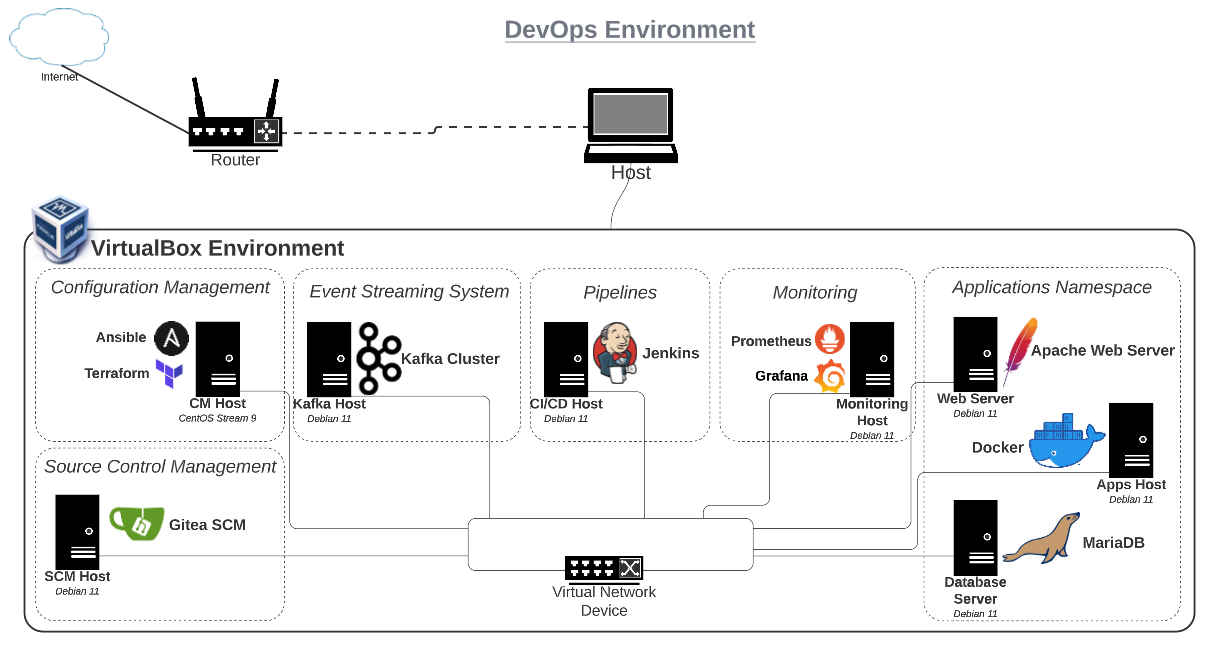 DevOps Environment
Internet
Router
Host
VirtualBox Environment
Configuration Management
Ansible
Terraform
CM Host
CentOS Stream 9
Event Streaming System
Kafka Cluster
Kafka Host
Debian 11
Pipelines
Jenkins
CI/CD Host
Debian 11
Monitoring
Prometheus
Grafana
Monitoring
Host
Debian 11
Applications Namespace
Apache Web Server
Web Server
Debian 11
Docker
Apps Host
Debian 11
MariaDB
Database
Server
Debian 11
Source Control Management
Gitea SCM
SCM Host
Debian 11
Virtual Network
Device